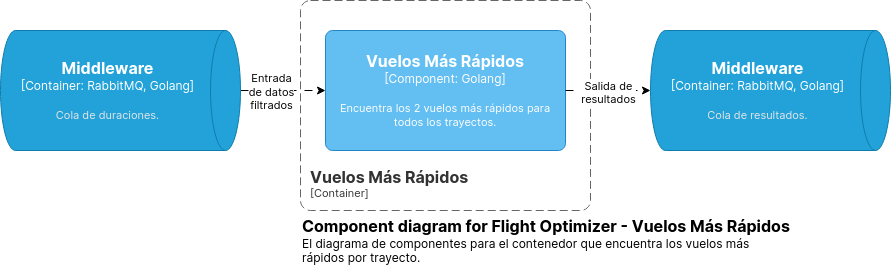 Middleware
[Container: RabbitMQ, Golang]
Cola de duraciones.
Entrada
de datos
filtrados
Vuelos Más Rápidos
[Component: Golang]
Encuentra los 2 vuelos más rápidos para
todos los trayectos.
Vuelos Más Rápidos
[Container]
Salida de
resultados
Middleware
[Container: RabbitMQ, Golang]
Cola de resultados.
Component diagram for Flight Optimizer - Vuelos Más Rápidos
El diagrama de componentes para el contenedor que encuentra los vuelos más
rápidos por trayecto.